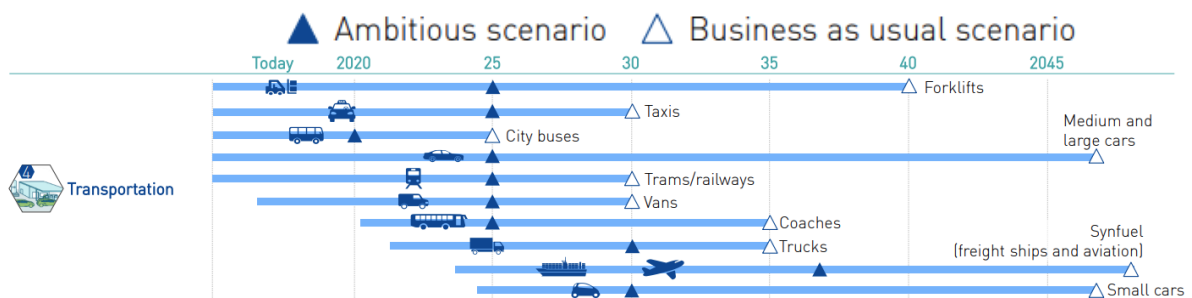 Ambitious scenario Business as usual scenario
Today 2020 25 30 35 40 2045
Forklifts
Taxis
City buses
Medium and
large cars
4
Transportation
Trams/railways
Vans
Coaches
Trucks
Synfuel
(freight ships and aviation)
Small cars